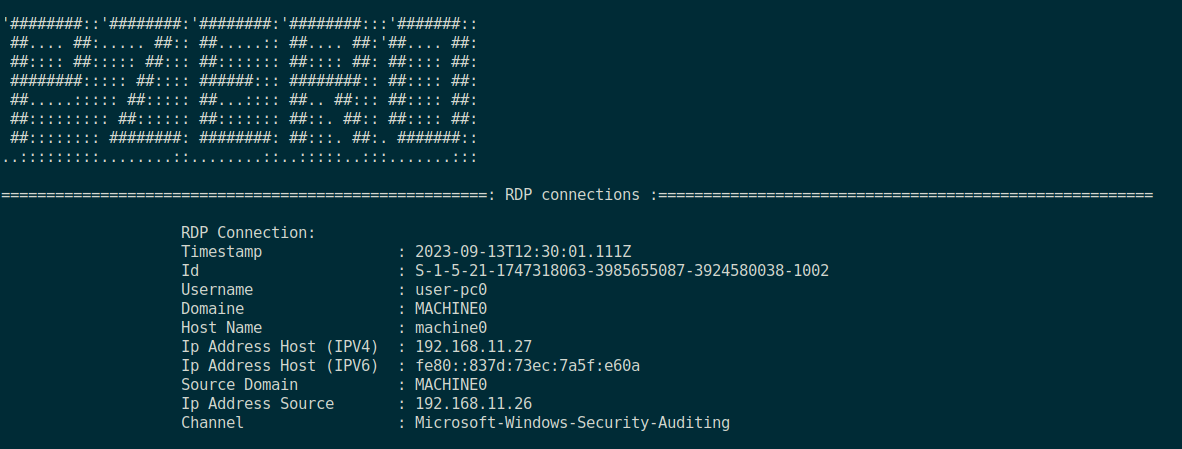 '########::'########:'########:'########:::'#######::
 ##.... ##:..... ##:: ##.....:: ##.... ##:'##.... ##:
 ##:::: ##::::: ##::: ##::::::: ##:::: ##: ##:::: ##:
 ########::::: ##:::: ######::: ########:: ##:::: ##:
 ##.....::::: ##::::: ##...:::: ##.. ##::: ##:::: ##:
 ##:::::::::: ##:::::: ##::::::: ##::. ##:: ##:::: ##:
 ##:::::::: ########: ########: ##:::. ##:. #######::
..:::::::::........::........::..:::::..:::.......:::
======================================================: RDP connections :=======================================================
RDP Connection:
Timestamp : 2023-09-13T12:30:01.111Z
Id : S-1-5-21-1747318063-3985655087-3924580038-1002
Username : user-pc0
Domaine : MACHINE0
Host Name : machine0
Ip Address Host (IPV4) : 192.168.11.27
Ip Address Host (IPV6) : fe80::837d:73ec:7a5f:e60a
Source Domain : MACHINE0
Ip Address Source : 192.168.11.26
Channel : Microsoft-Windows-Security-Auditing